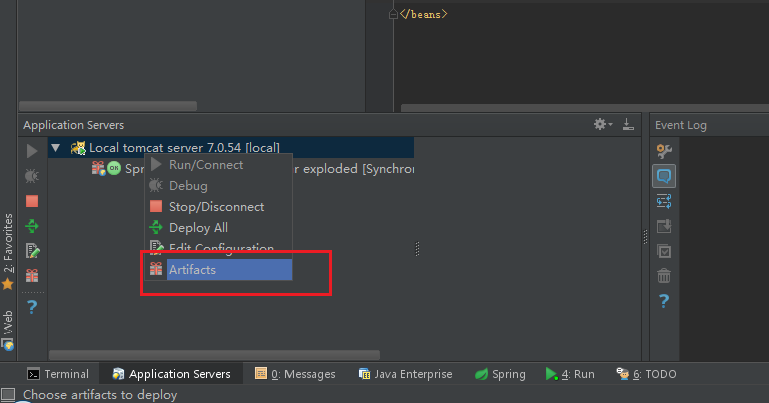 </beans>
Application Servers
Event Log
Local tomcat server 7.0.54 [local]
Run/Connect
Spr
r exploded [Synchron
Debug
Stop/Disconnect
Deploy All
Edit Configuration
Artifacts
2: Favorites
Web
Terminal
Application Servers
0: Messages
Java Enterprise
Spring
4: Run
6: TODO
Choose artifacts to deploy